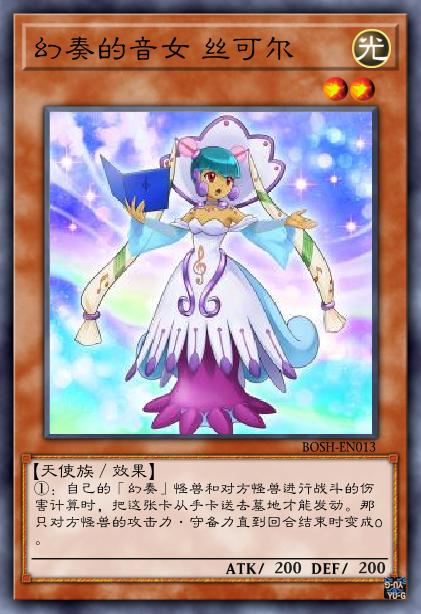 幻奏的音女 丝可尔
光
BOSH-EN013
【天使族／效果】
①：自己的「幻奏」怪兽和对方怪兽进行战斗的伤
害计算时，把这张卡从手卡送去墓地才能发动。那
只对方怪兽的攻击力·守备力直到回合结束时变成0
。
ATK/ 200 DEF/ 200